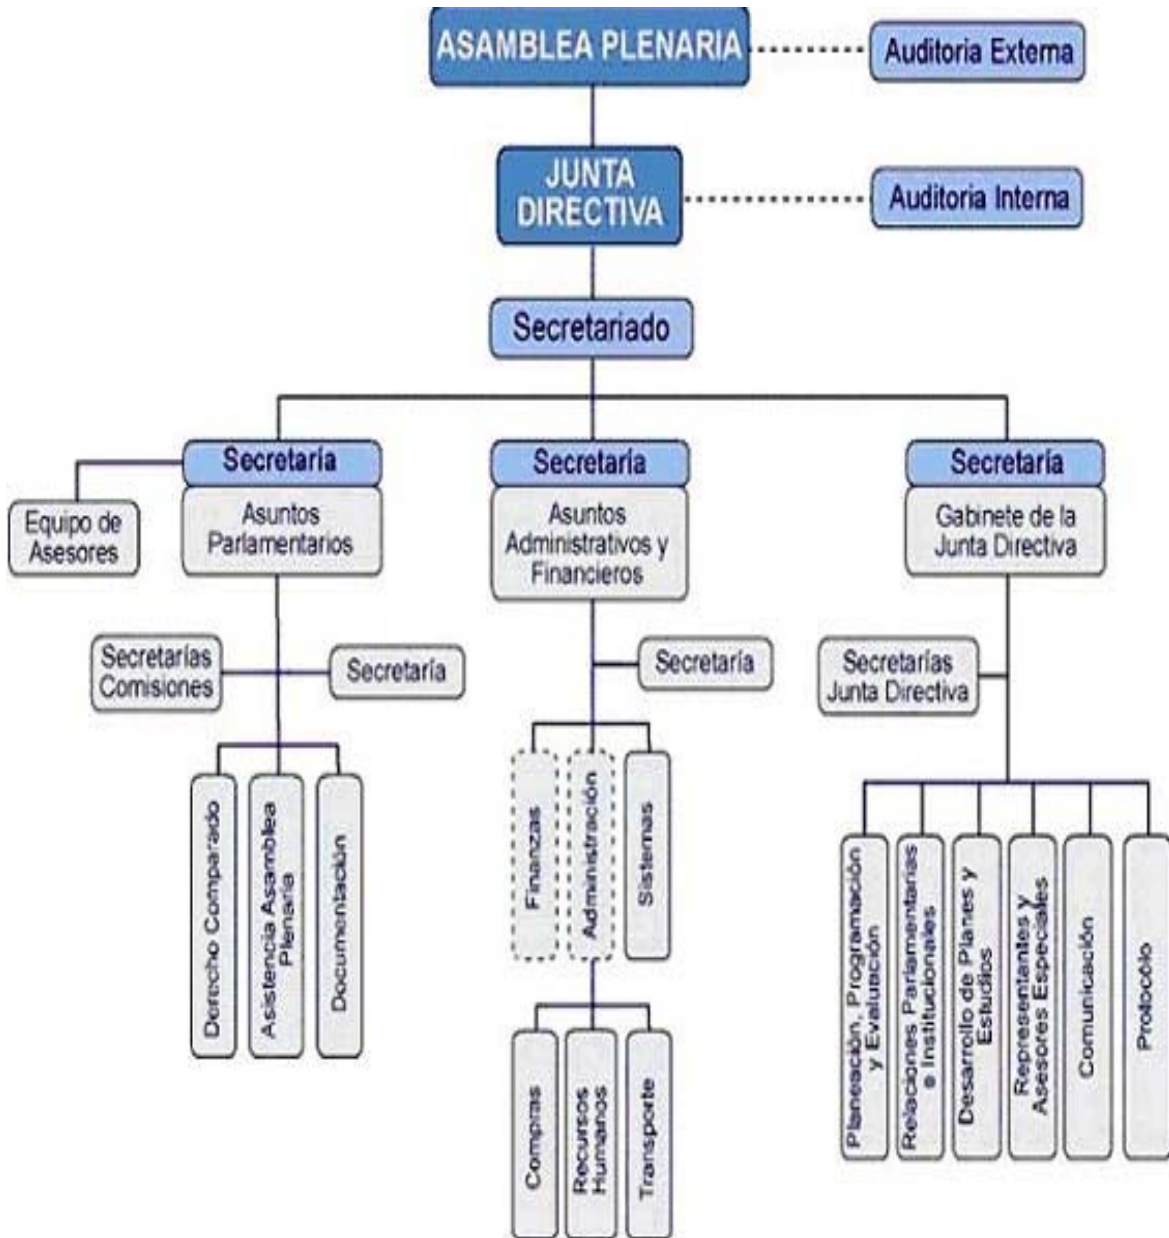 ASAMBLEA PLENARIA
Auditoria Externa
JUNTA
DIRECTIVA
Auditoria Interna
Secretariado
Secretaría
Asuntos
Parlamentarios
Equipo de
Asesores
Secretaría
Asuntos
Administrativos y
Financieros
Secretaría
Gabinete de la
Junta Directiva
Secretarías
Comisiones
Secretaría
Secretaría
Secretarías
Junta Directiva
Derecho Comparado
Asistencia Asamblea
Plenaria
Documentación
Finanzas
Administración
Sistemas
Compras
Recursos
Humanos
Transporte
Planeación, Programación
y Evaluación
Relaciones Parlamentarias
e Institucionales
Desarrollo de Planes y
Estudios
Representantes y
Asesores Especiales
Comunicación
Protocolo